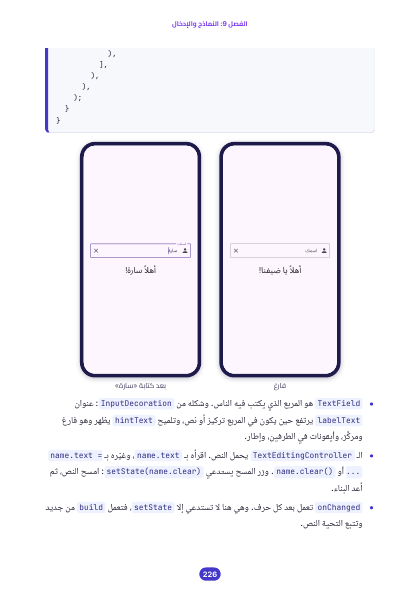 الفصل 9: النماذج والإدخال
),
],
),
),
);
}
}
اسمك
أهلاً يا ضيفنا!
سارة
أهلاً سارة!
فارغ
بعد كتابة «سارة»
TextField هو المربع الذي يكتب فيه الناس. وشكله من InputDecoration : عنوان
labelText يرتفع حين يكون في المربع تركيزٌ أو نص، وتلميح hintText يظهر وهو فارغ
ومركّز، وأيقونات في الطرفين، وإطار.
الـ TextEditingController يحمل النص. اقرأه بـ name.text ، وغيّره بـ name.text =
... أو name.clear() . وزر المسح يستدعي setState(name.clear) : امسح النص، ثم
أعد البناء.
onChanged تعمل بعد كل حرف. وهي هنا لا تستدعي إلا setState ، فتعمل build من جديد
وتتبع التحية النص.
226